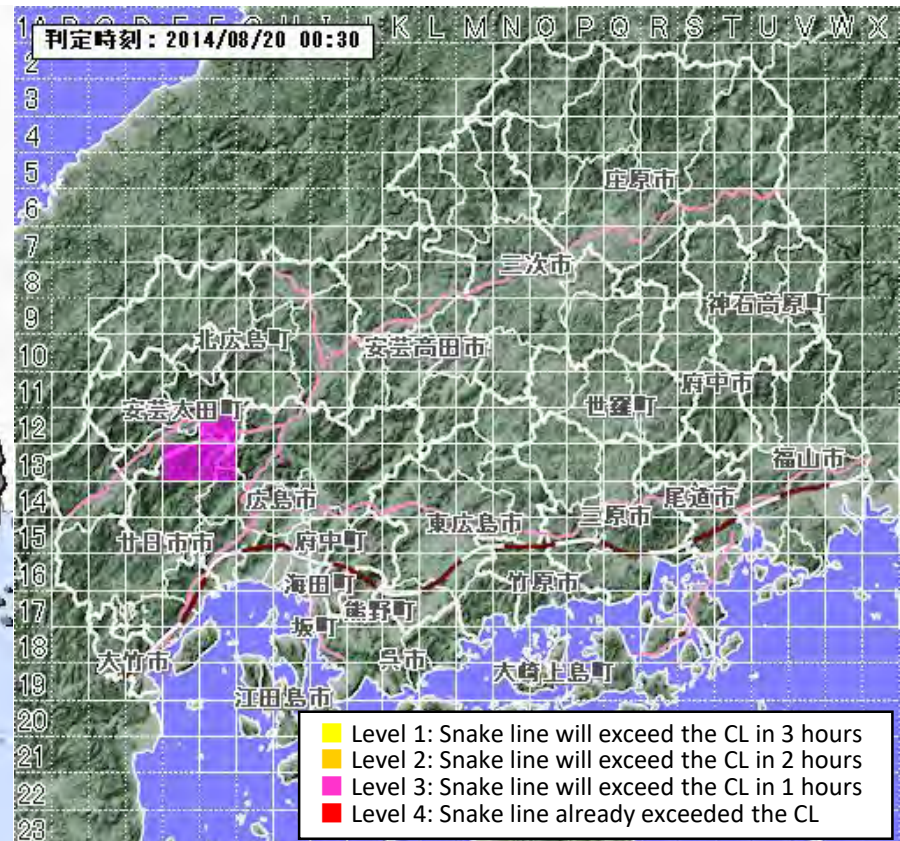 1 K L M N O P Q R S T U V W X
判定時刻：2014/08/20 00:30
2
3
4
5
庄原市
6
7
三次市
8
神石高原町
9
北広島町 安芸高田市
10
府中市
11
安芸太田町 世羅町
12
福山市
13
広島市 三原市 尾道市
14
東広島市
15
廿日市市 府中町
16
海田町 竹原市
熊野町
17
坂町
18
大竹市 呉市 大崎上島町
19
江田島市
20
21
22
23
Level 1: Snake line will exceed the CL in 3 hours
Level 2: Snake line will exceed the CL in 2 hours
Level 3: Snake line will exceed the CL in 1 hours
Level 4: Snake line already exceeded the CL